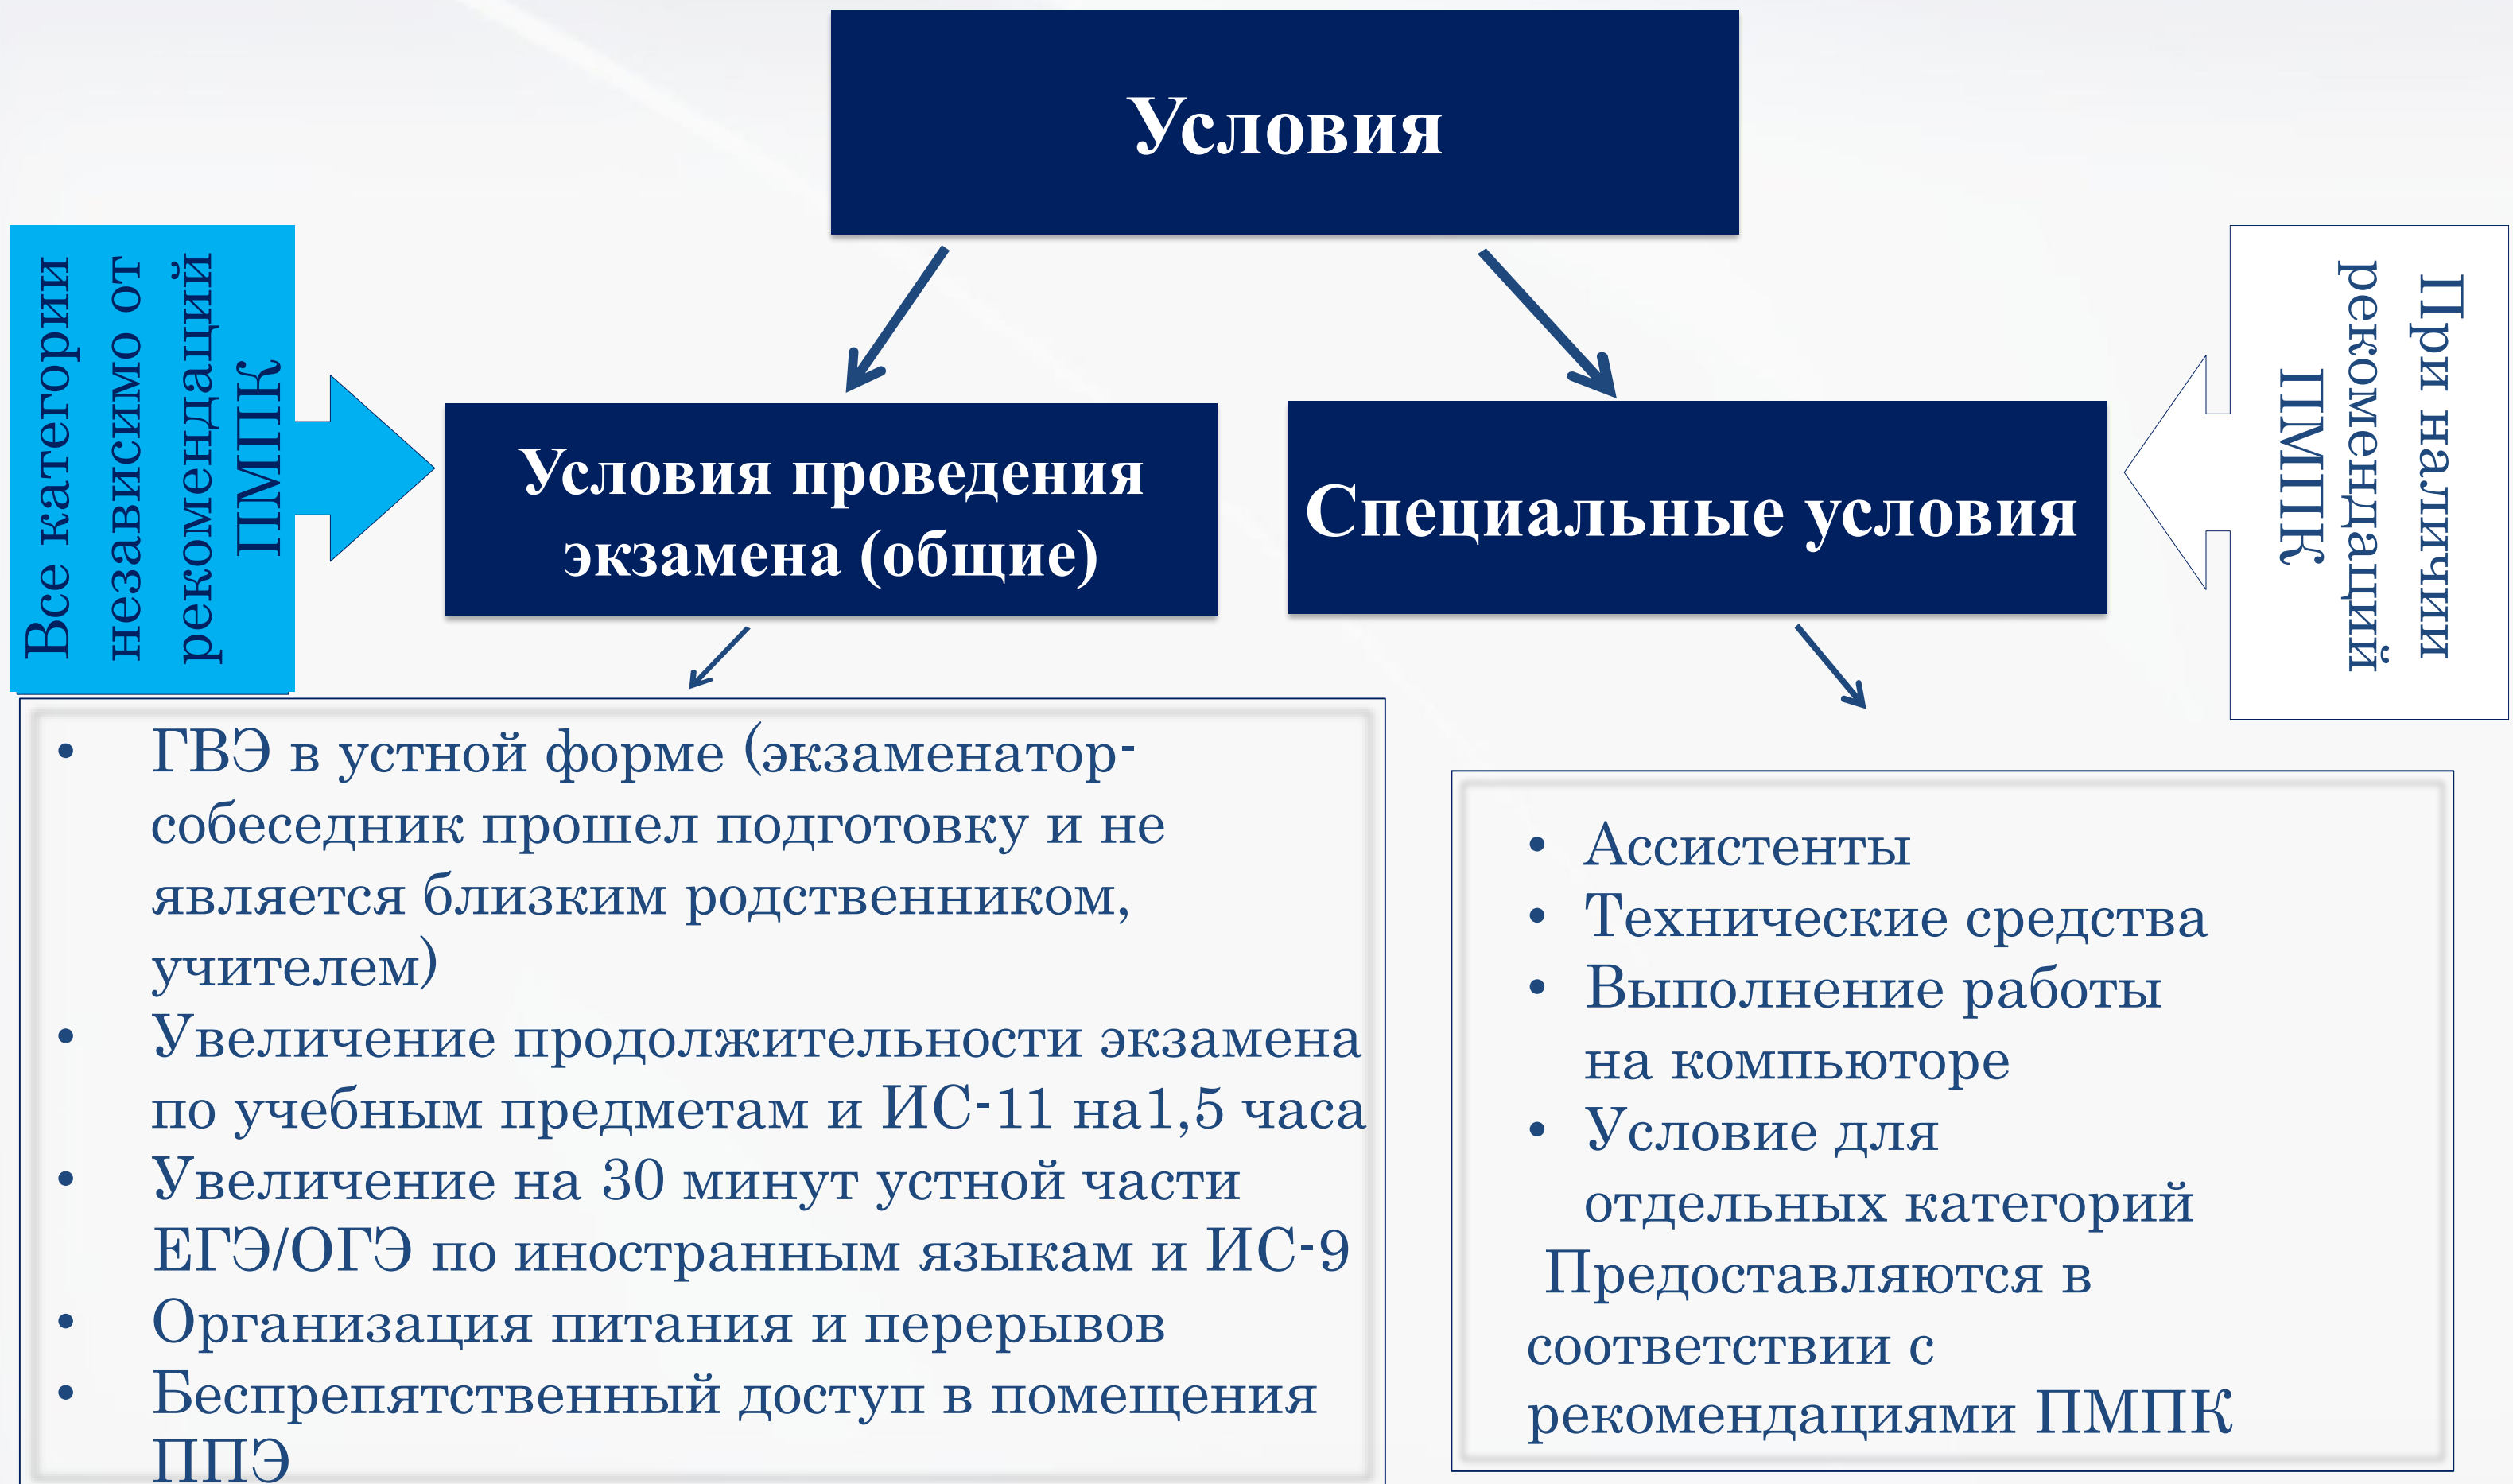 Условия
Все категории
независимо от
рекомендаций
ПМПК
Условия проведения
экзамена (общие)
Специальные условия
При наличии
рекомендаций
ПМПК
• ГВЭ в устной форме (экзаменатор-
собеседник прошел подготовку и не
является близким родственником,
учителем)
• Увеличение продолжительности экзамена
по учебным предметам и ИС-11 на1,5 часа
• Увеличение на 30 минут устной части
ЕГЭ/ОГЭ по иностранным языкам и ИС-9
• Организация питания и перерывов
• Беспрепятственный доступ в помещения
ППЭ
• Ассистенты
• Технические средства
• Выполнение работы
на компьюторе
• Условие для
отдельных категорий
Предоставляются в
соответствии с
рекомендациями ПМПК